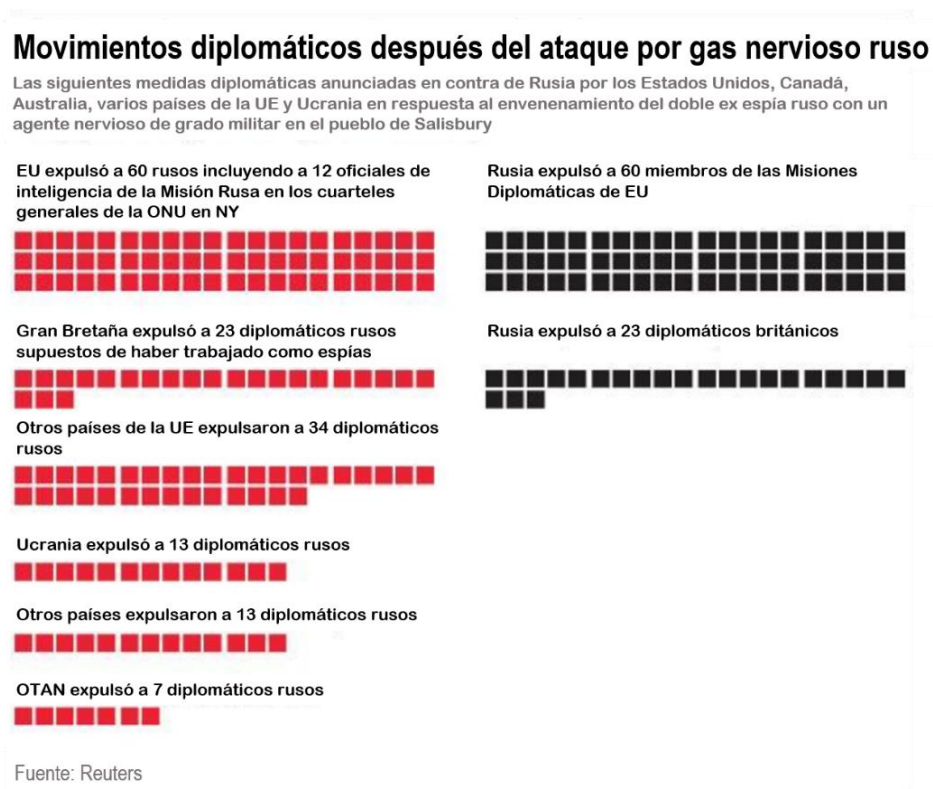 Movimientos diplomáticos después del ataque por gas nervioso ruso
Las siguientes medidas diplomáticas anunciadas en contra de Rusia por los Estados Unidos, Canadá,
Australia, varios países de la UE y Ucrania en respuesta al envenenamiento del doble ex espía ruso con un
agente nervioso de grado militar en el pueblo de Salisbury
EU expulsó a 60 rusos incluyendo a 12 oficiales de
inteligencia de la Misión Rusa en los cuarteles
generales de la ONU en NY
Rusia expulsó a 60 miembros de las Misiones
Diplomáticas de EU
Gran Bretaña expulsó a 23 diplomáticos rusos
supuestos de haber trabajado como espías
Rusia expulsó a 23 diplomáticos británicos
Otros países de la UE expulsaron a 34 diplomáticos
rusos
Ucrania expulsó a 13 diplomáticos rusos
Otros países expulsaron a 13 diplomáticos rusos
OTAN expulsó a 7 diplomáticos rusos
Fuente: Reuters